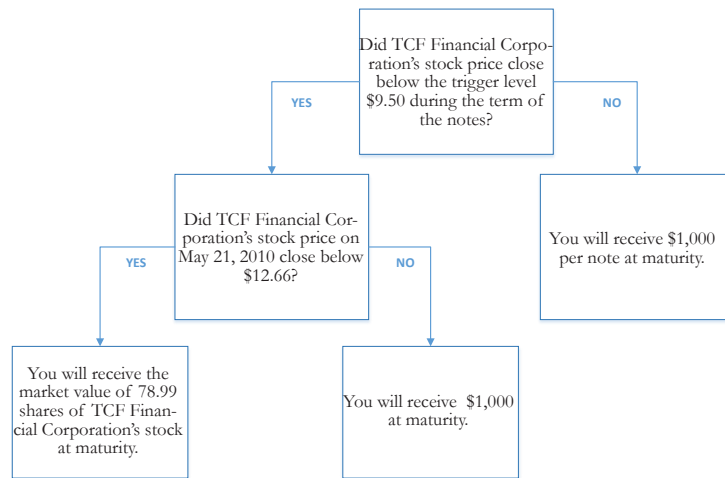 Did TCF Financial Corpo-
ration's stock price close
below the trigger level
$9.50 during the term of
the notes?
YES
NO
Did TCF Financial Cor-
poration's stock price on
May 21, 2010 close below
$12.66?
You will receive $1,000
per note at maturity.
YES
NO
You will receive the
market value of 78.99
shares of TCF Finan-
cial Corporation's stock
at maturity.
You will receive $1,000
at maturity.